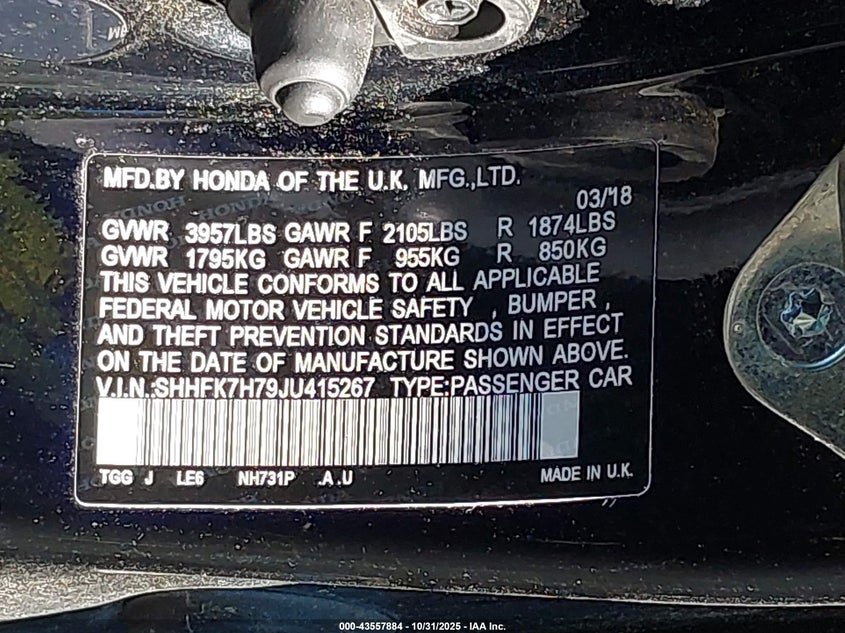 MFD.BY HONDA OF THE U.K. MFG.,LTD.
03/18
GVWR 3957LBS GAWR F 2105LBS R 1874LBS
GVWR 1795KG GAWR F 955KG R 850KG
THIS VEHICLE CONFORMS TO ALL APPLICABLE
FEDERAL MOTOR VEHICLE SAFETY , BUMPER ,
AND THEFT PREVENTION STANDARDS IN EFFECT
ON THE DATE OF MANUFACTURE SHOWN ABOVE.
V.I.N.:SHHFK7H79JU415267 TYPE:PASSENGER CAR
TGG J LE6 NH731P .A .U MADE IN U.K.
000-43557884 - 10/31/2025 - IAA Inc.